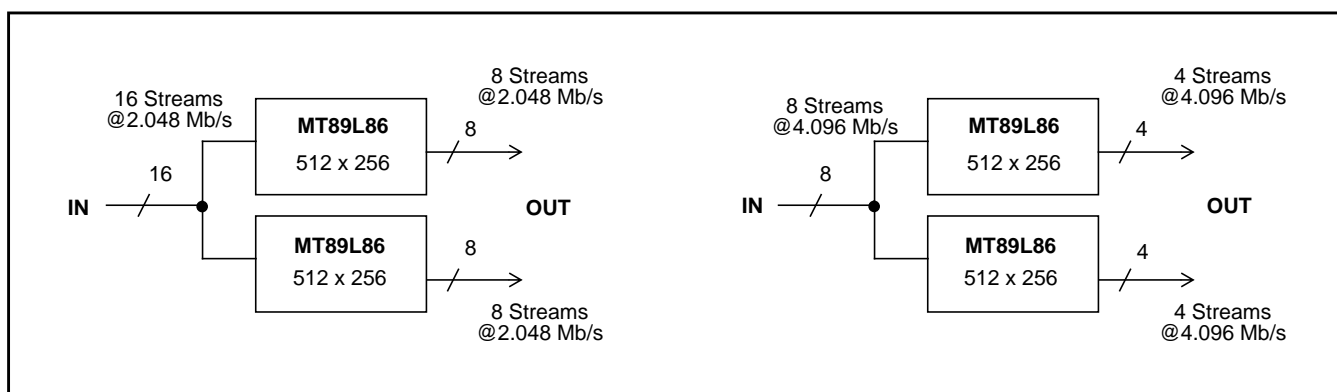 16 Streams
@2.048 Mb/s
8 Streams
@2.048 Mb/s
MT89L86
512 x 256
8
16
IN
OUT
MT89L86
512 x 256
8
8 Streams
@2.048 Mb/s
8 Streams
@4.096 Mb/s
4 Streams
@4.096 Mb/s
MT89L86
512 x 256
4
8
IN
OUT
MT89L86
512 x 256
4
4 Streams
@4.096 Mb/s